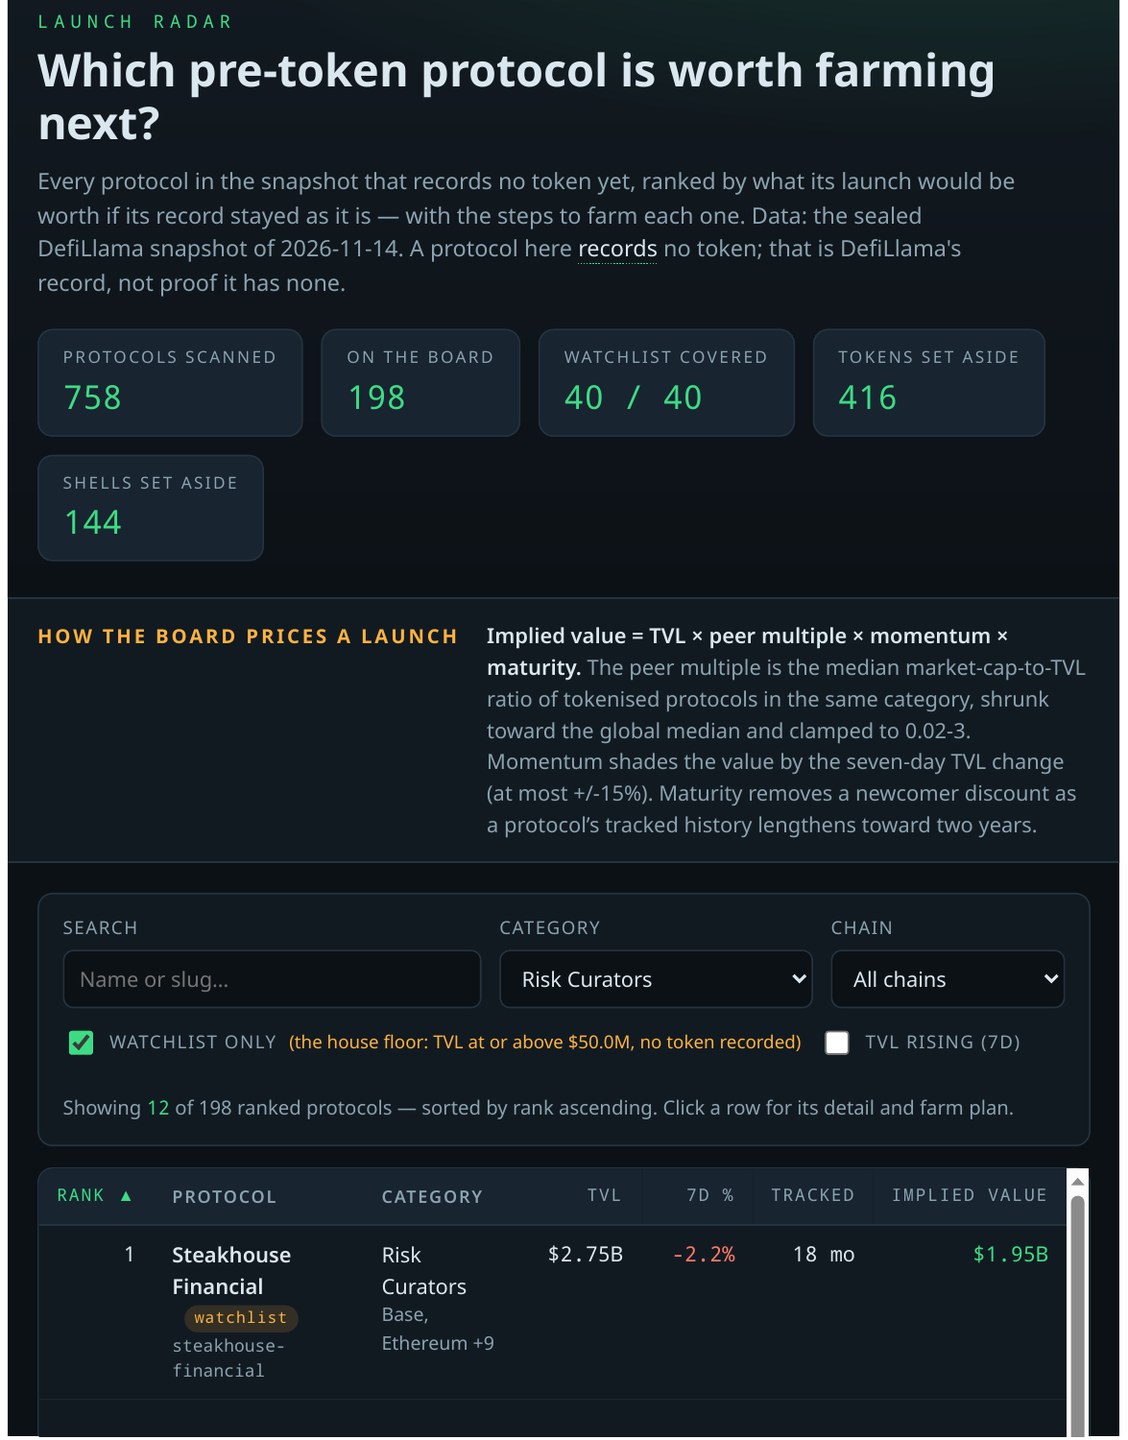 LAUNCH RADAR
Which pre-token protocol is worth farming
next?
Every protocol in the snapshot that records no token yet, ranked by what its launch would be
worth if its record stayed as it is — with the steps to farm each one. Data: the sealed
DefiLlama snapshot of 2026-11-14. A protocol here records no token; that is DefiLlama's
record, not proof it has none.
PROTOCOLS SCANNED
758
ON THE BOARD
198
WATCHLIST COVERED
40 / 40
TOKENS SET ASIDE
416
SHELLS SET ASIDE
144
HOW THE BOARD PRICES A LAUNCH
Implied value = TVL × peer multiple × momentum ×
maturity. The peer multiple is the median market-cap-to-TVL
ratio of tokenised protocols in the same category, shrunk
toward the global median and clamped to 0.02-3.
Momentum shades the value by the seven-day TVL change
(at most +/-15%). Maturity removes a newcomer discount as
a protocol’s tracked history lengthens toward two years.
SEARCH
Name or slug…
CATEGORY
Risk Curators
CHAIN
All chains
WATCHLIST ONLY (the house floor: TVL at or above $50.0M, no token recorded)
TVL RISING (7D)
Showing 12 of 198 ranked protocols — sorted by rank ascending. Click a row for its detail and farm plan.
RANK ▲ PROTOCOL CATEGORY TVL 7D % TRACKED IMPLIED VALUE
1
Steakhouse
Financial
watchlist
steakhouse-
financial
Risk
Curators
Base,
Ethereum +9
$2.75B
-2.2%
18 mo
$1.95B